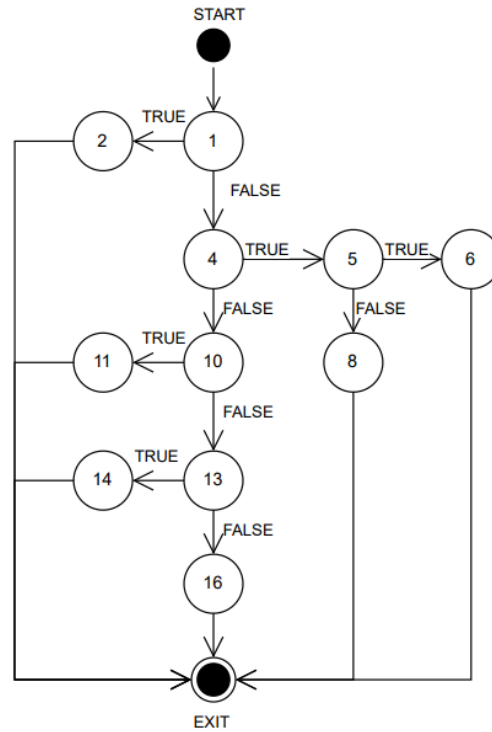 START
TRUE
2
1
FALSE
4
TRUE
5
TRUE
6
FALSE
FALSE
11
TRUE
10
8
FALSE
14
TRUE
13
FALSE
16
EXIT